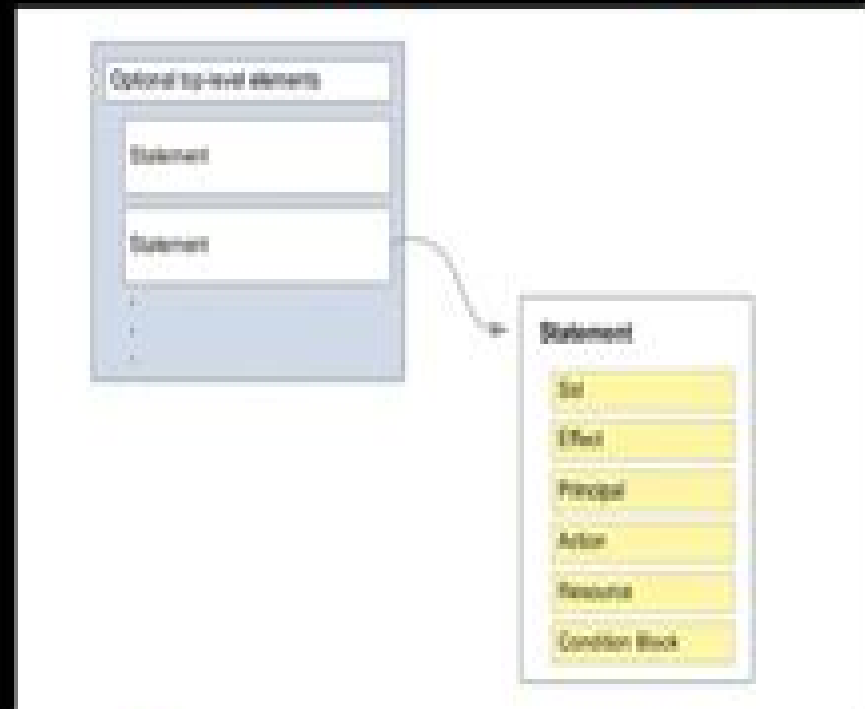 Optional top-level elements
Statement
Statement
Statement
Sid
Effect
Principal
Action
Resource
Condition Block